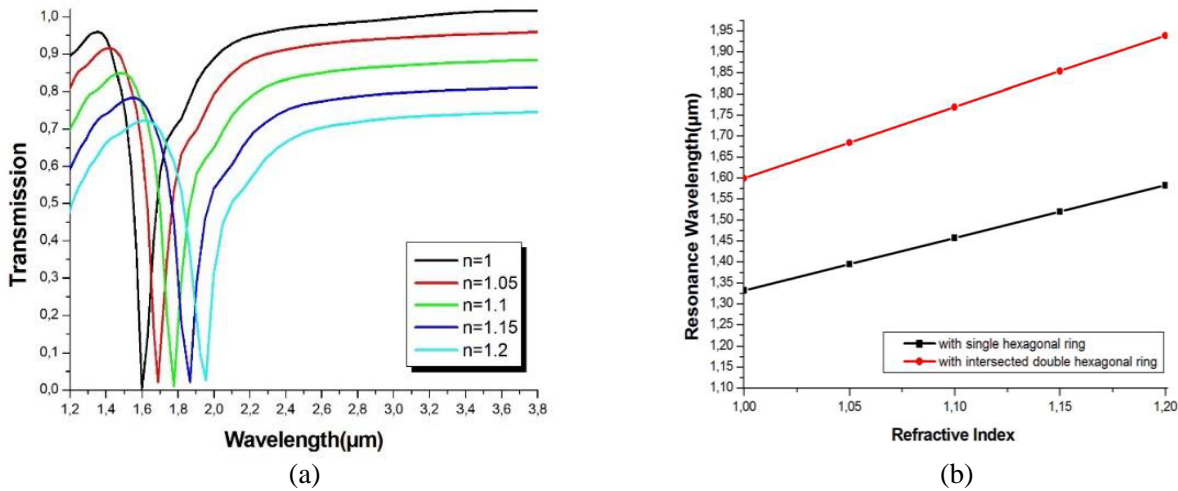 1,0
0,9
0,8
0,7
0,6
0,5
0,4
0,3
0,2
0,1
0,0
Transmission
1,2 1,4 1,6 1,8 2,0 2,2 2,4 2,6 2,8 3,0 3,2 3,4 3,6 3,8
Wavelength(µm)
n=1
n=1.05
n=1.1
n=1.15
n=1.2
(a)
1,95
1,90
1,85
1,80
1,75
1,70
1,65
1,60
1,55
1,50
1,45
1,40
1,35
1,30
1,25
1,20
1,15
1,10
Resonance Wavelength(µm)
with single hexagonal ring
with intersected double hexagonal ring
1,00 1,05 1,10 1,15 1,20
Refractive Index
(b)